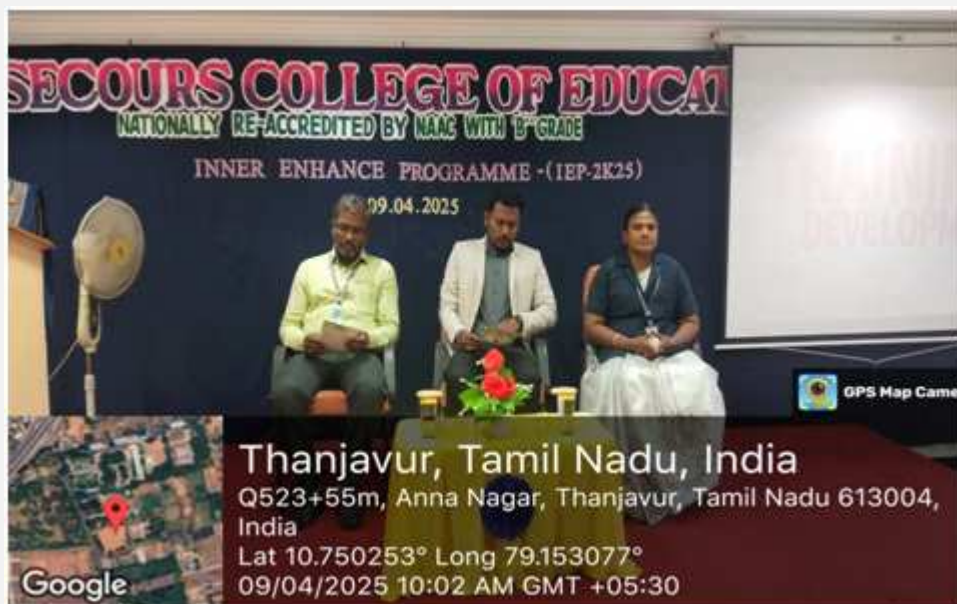 SECOURS COLLEGE OF EDUCAT
NATIONALLY RE-ACCREDITED BY NAAC WITH 'B' GRADE
INNER ENHANCE PROGRAMME -(IEP-2K25)
09.04.2025
DEVELOPM
GPS Map Came
Thanjavur, Tamil Nadu, India
Q523+55m, Anna Nagar, Thanjavur, Tamil Nadu 613004,
India
Lat 10.750253° Long 79.153077°
09/04/2025 10:02 AM GMT +05:30
Google